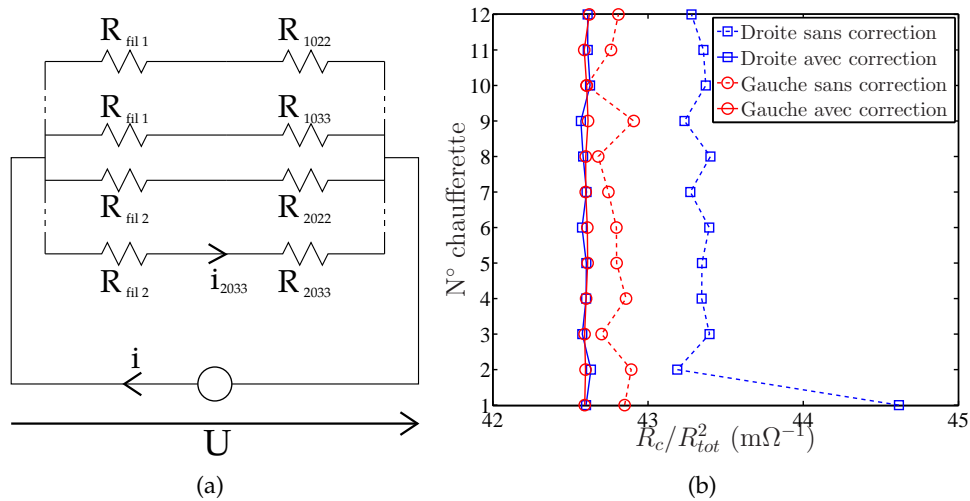 R fil 1 R 1022
R fil 1 R 1033
R fil 2 R 2022
R fil 2 i 2033 R 2033
i
U
(a)
12
11
10
9
8
7
6
5
4
3
2
1
N° chaufferette
Droite sans correction
Droite avec correction
Gauche sans correction
Gauche avec correction
42 43 44 45
R_c/R_{tot}^2 (mΩ^{-1})
(b)